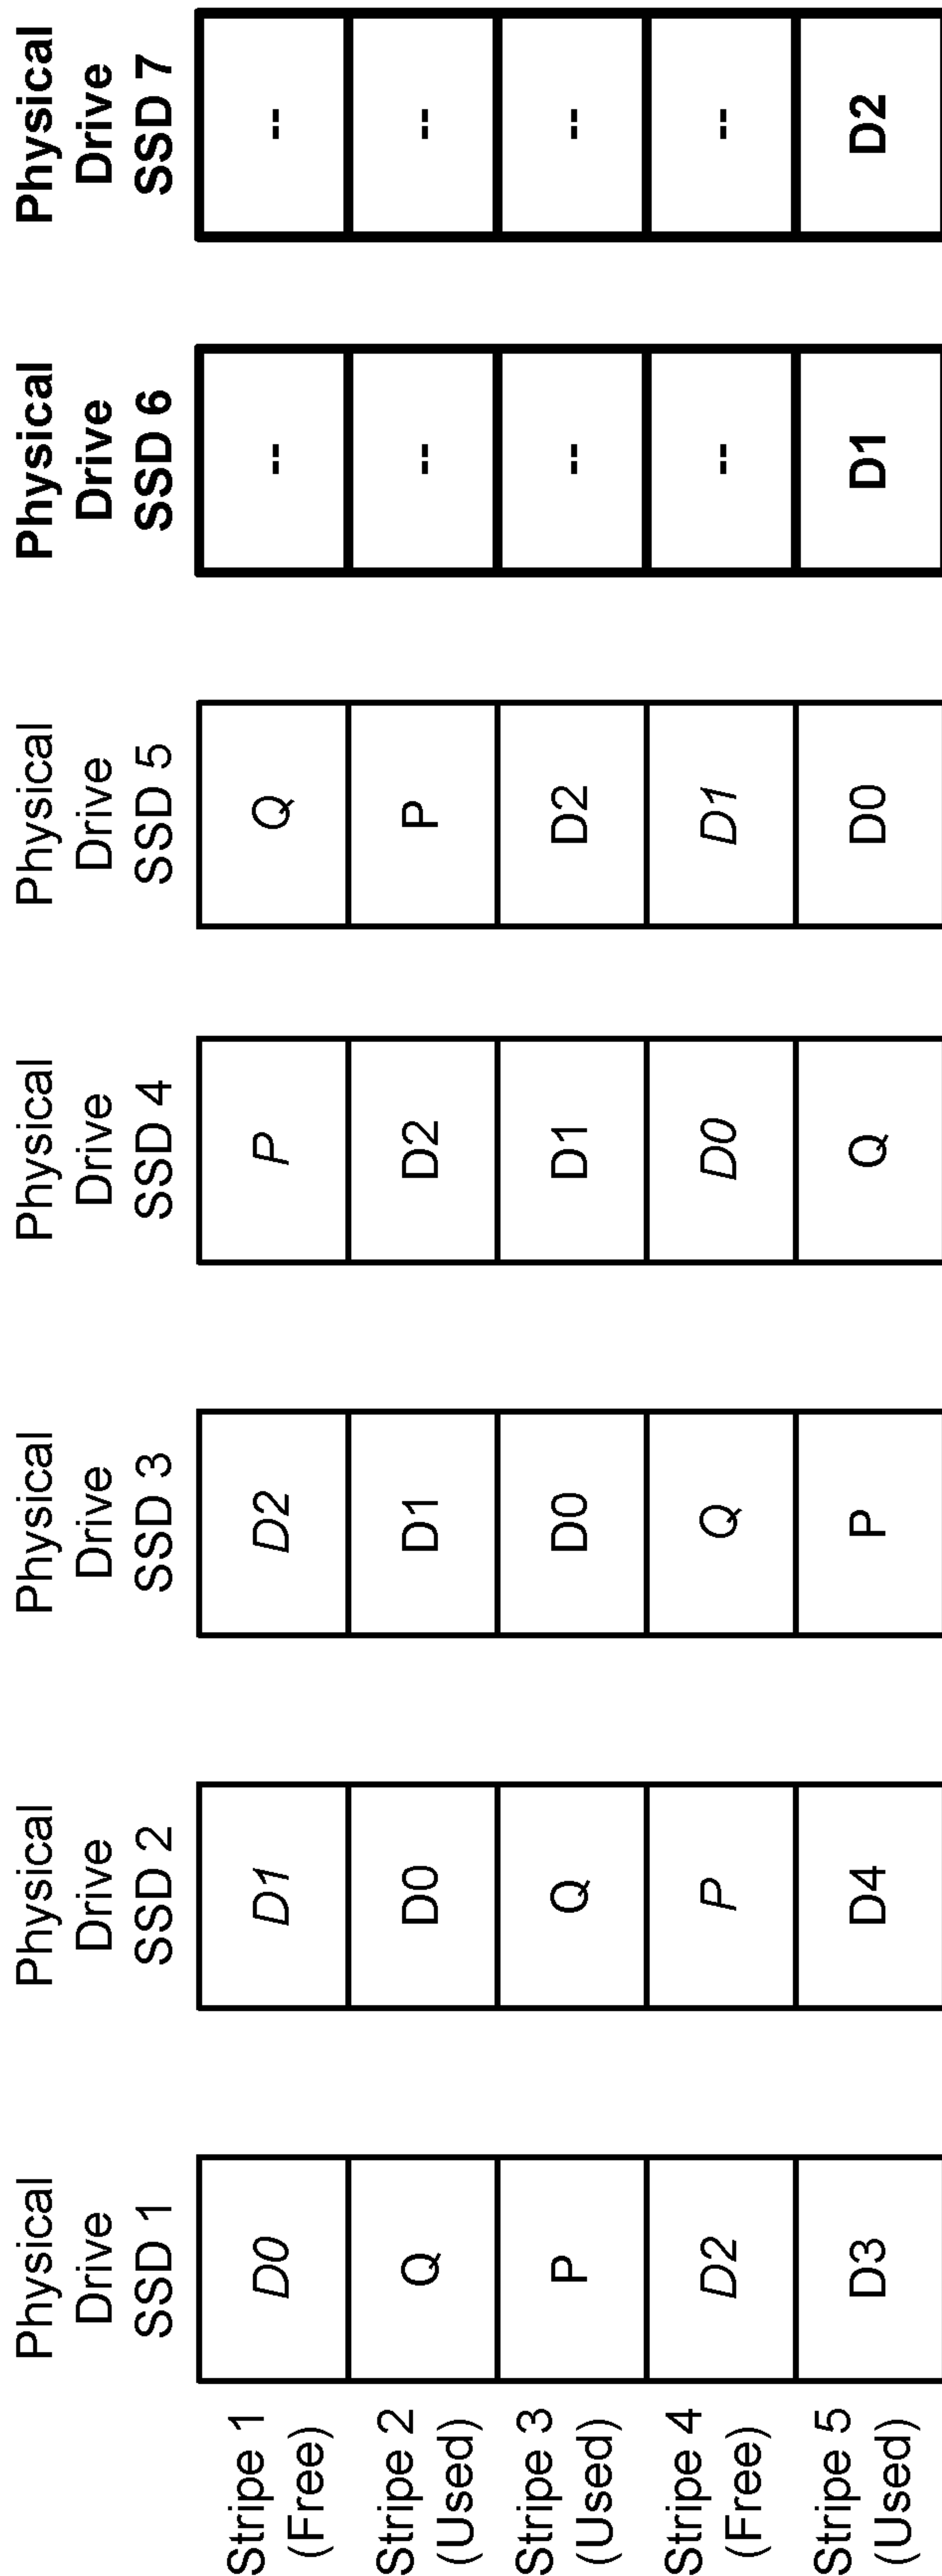 Physical
Drive
SSD 1
Physical
Drive
SSD 2
Physical
Drive
SSD 3
Physical
Drive
SSD 4
Physical
Drive
SSD 5
Physical
Drive
SSD 6
Physical
Drive
SSD 7
Stripe 1
(Free)
D0
D1
D2
P
Q
--
--
Stripe 2
(Used)
Q
D0
D1
D2
P
--
--
Stripe 3
(Used)
P
Q
D0
D1
D2
--
--
Stripe 4
(Free)
D2
P
Q
D0
D1
--
--
Stripe 5
(Used)
D3
D4
P
Q
D0
D1
D2